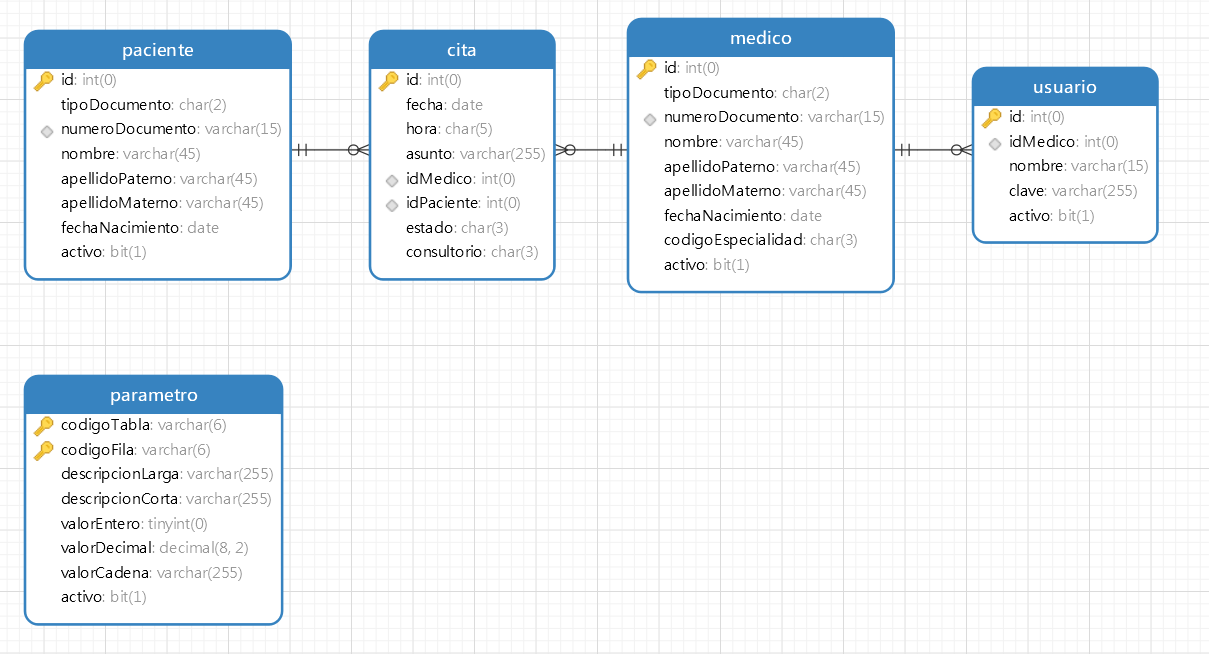 paciente
id: int(0)
tipoDocumento: char(2)
numeroDocumento: varchar(15)
nombre: varchar(45)
apellidoPaterno: varchar(45)
apellidoMaterno: varchar(45)
fechaNacimiento: date
activo: bit(1)
cita
id: int(0)
fecha: date
hora: char(5)
asunto: varchar(255)
idMedico: int(0)
idPaciente: int(0)
estado: char(3)
consultorio: char(3)
medico
id: int(0)
tipoDocumento: char(2)
numeroDocumento: varchar(15)
nombre: varchar(45)
apellidoPaterno: varchar(45)
apellidoMaterno: varchar(45)
fechaNacimiento: date
codigoEspecialidad: char(3)
activo: bit(1)
usuario
id: int(0)
idMedico: int(0)
nombre: varchar(15)
clave: varchar(255)
activo: bit(1)
parametro
codigoTabla: varchar(6)
codigoFila: varchar(6)
descripcionLarga: varchar(255)
descripcionCorta: varchar(255)
valorEntero: tinyint(0)
valorDecimal: decimal(8, 2)
valorCadena: varchar(255)
activo: bit(1)